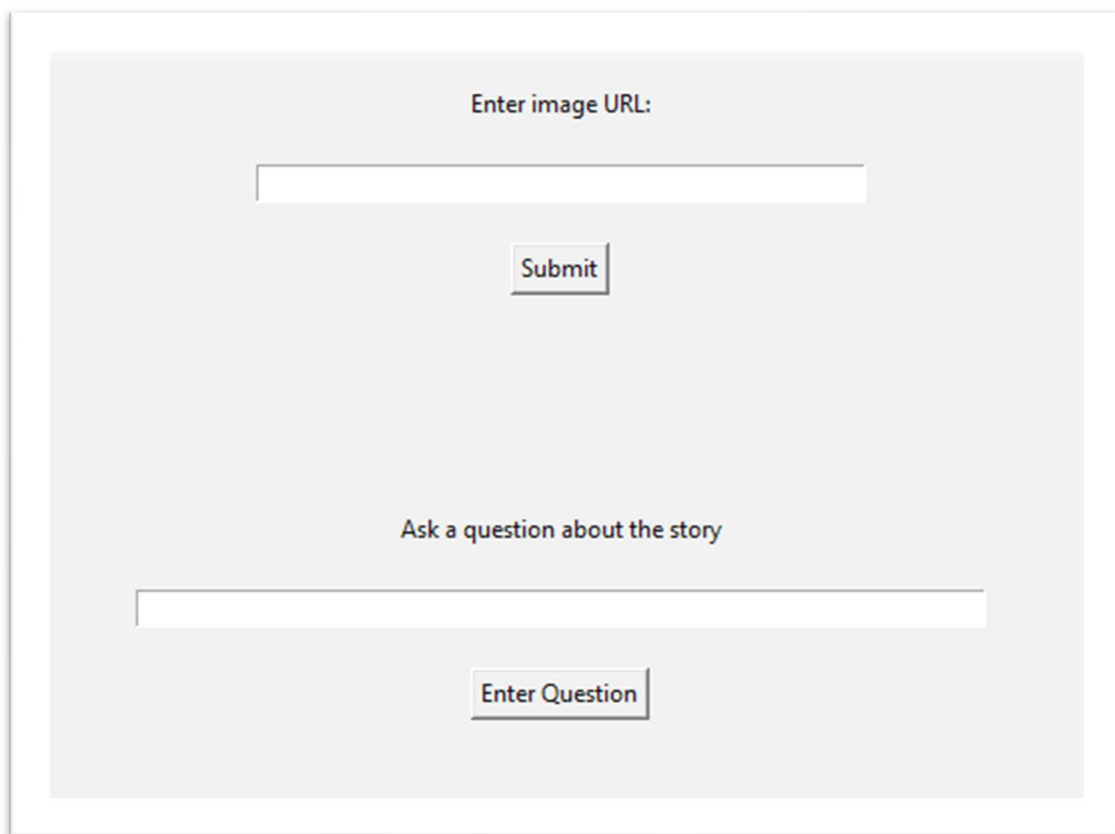 Enter image URL:
Submit
Ask a question about the story
Enter Question